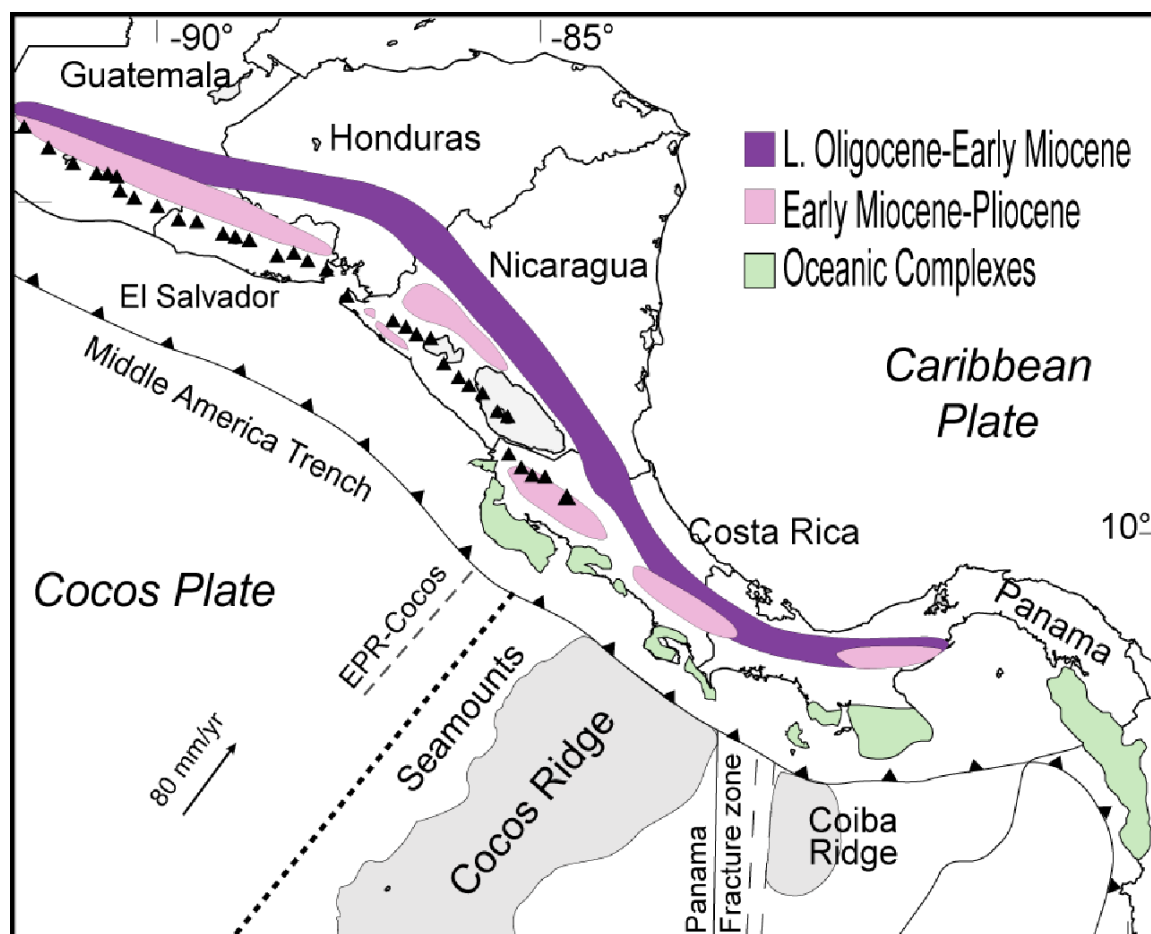 -90°
-85°
Guatemala
Honduras
L. Oligocene-Early Miocene
Early Miocene-Pliocene
Oceanic Complexes
Nicaragua
El Salvador
Middle America Trench
Caribbean
Plate
Costa Rica
10°
Cocos Plate
EPR-Cocos
Panama
Seamounts
80 mm/yr
Cocos Ridge
Panama
Fracture zone
Coiba
Ridge